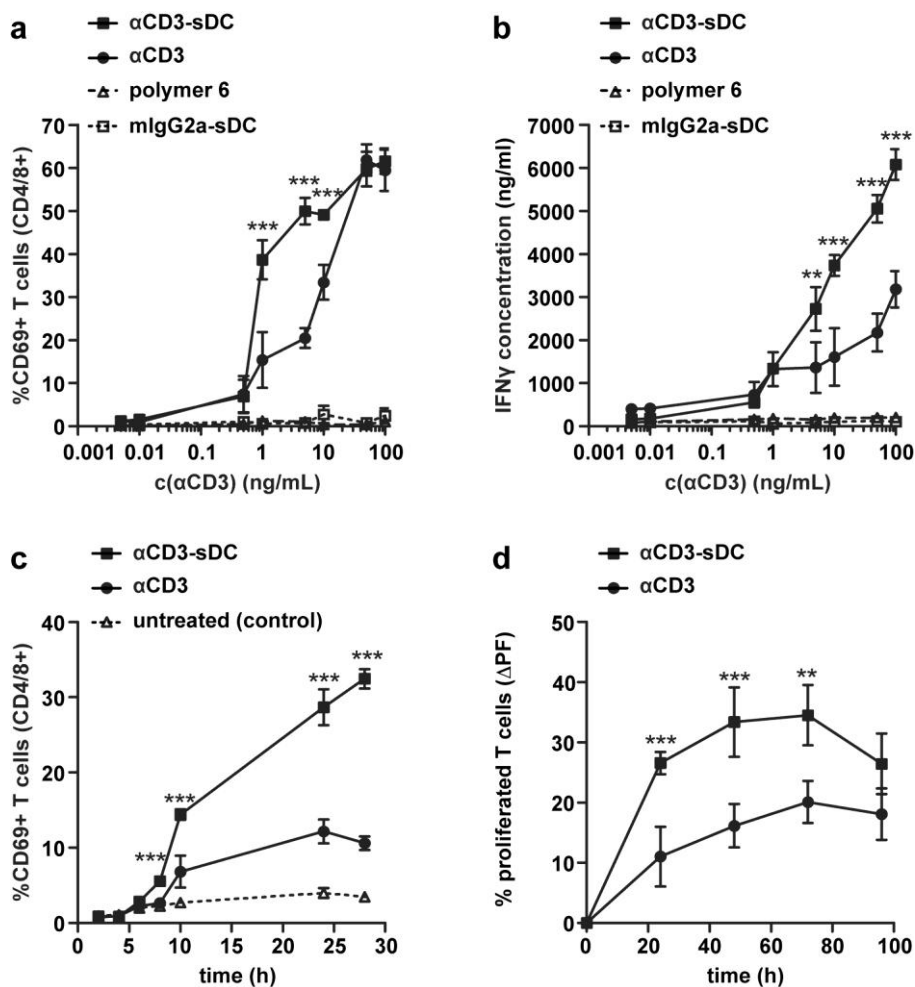 a
αCD3-sDC
αCD3
polymer 6
mIgG2a-sDC
%CD69+ T cells (CD4/8+)
70
60
50
40
30
20
10
0
***
***
***
0.001 0.01 0.1 1 10 100
c(αCD3) (ng/mL)
b
αCD3-sDC
αCD3
polymer 6
mIgG2a-sDC
IFNγ concentration (ng/ml)
7000
6000
5000
4000
3000
2000
1000
0
**
***
***
***
0.001 0.01 0.1 1 10 100
c(αCD3) (ng/mL)
c
αCD3-sDC
αCD3
untreated (control)
%CD69+ T cells (CD4/8+)
40
30
20
10
0
***
***
***
***
0 5 10 15 20 25 30
time (h)
d
αCD3-sDC
αCD3
% proliferated T cells (ΔPF)
50
40
30
20
10
0
***
***
**
0 20 40 60 80 100
time (h)